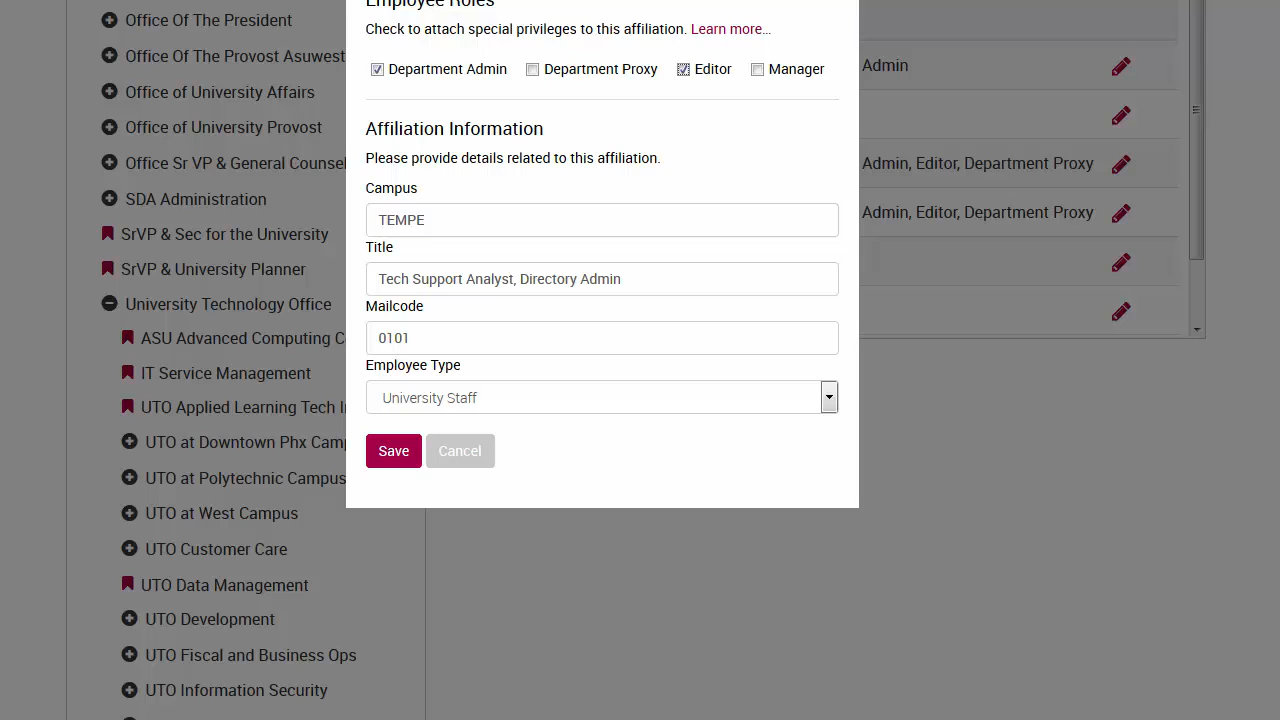 Employee Roles
Check to attach special privileges to this affiliation. Learn more...
Department Admin
Department Proxy
Editor
Manager
Affiliation Information
Please provide details related to this affiliation.
Campus
TEMPE
Title
Tech Support Analyst, Directory Admin
Mailcode
0101
Employee Type
University Staff
Save
Cancel
Office Of The President
Office Of The Provost Asuwest
Office of University Affairs
Office of University Provost
Office Sr VP & General Counsel
SDA Administration
SrVP & Sec for the University
SrVP & University Planner
University Technology Office
ASU Advanced Computing
IT Service Management
UTO Applied Learning Tech
UTO at Downtown Phx
UTO at Polytechnic Campus
UTO at West Campus
UTO Customer Care
UTO Data Management
UTO Development
UTO Fiscal and Business Ops
UTO Information Security
Admin
Admin, Editor, Department Proxy
Admin, Editor, Department Proxy